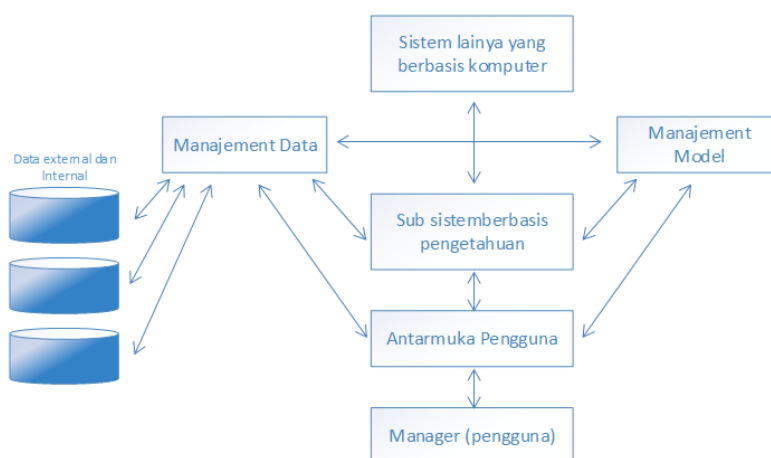 Sistem lainya yang
berbasis komputer
Manajement Data
Manajement
Model
Data external dan
Internal
Sub sistemberbasis
pengetahuan
Antarmuka Pengguna
Manager (pengguna)